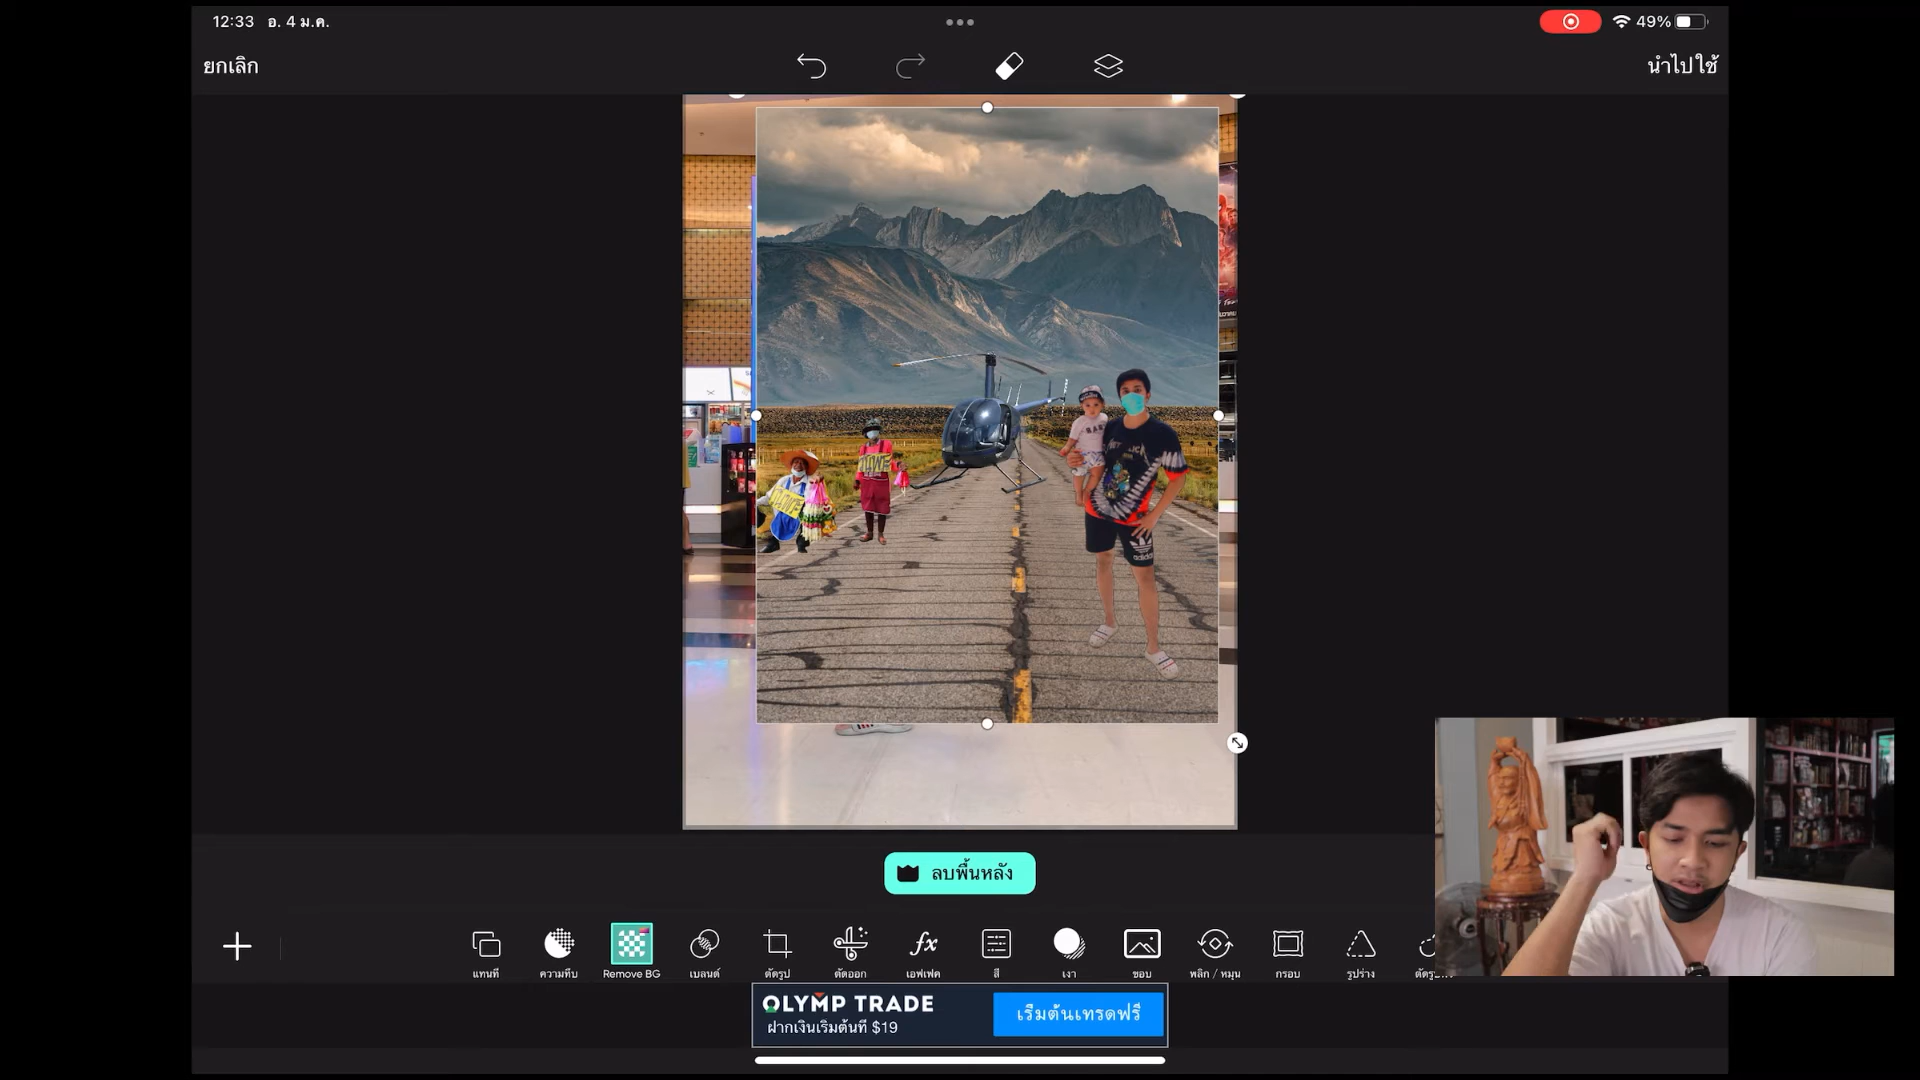 12:33 อ. 4 ม.ค.
49%
ยกเลิก
นำไปใช้
ลบพื้นหลัง
แทนที่
ความทึบ
Remove BG
เบลนด์
ตัดรูป
ตัดออก
เอฟเฟค
สี
เงา
ขอบ
พลิก / หมุน
กรอบ
รูปร่าง
OLYMP TRADE
ฝากเงินเริ่มต้นที่ $19
เริ่มต้นเทรดฟรี
adidas